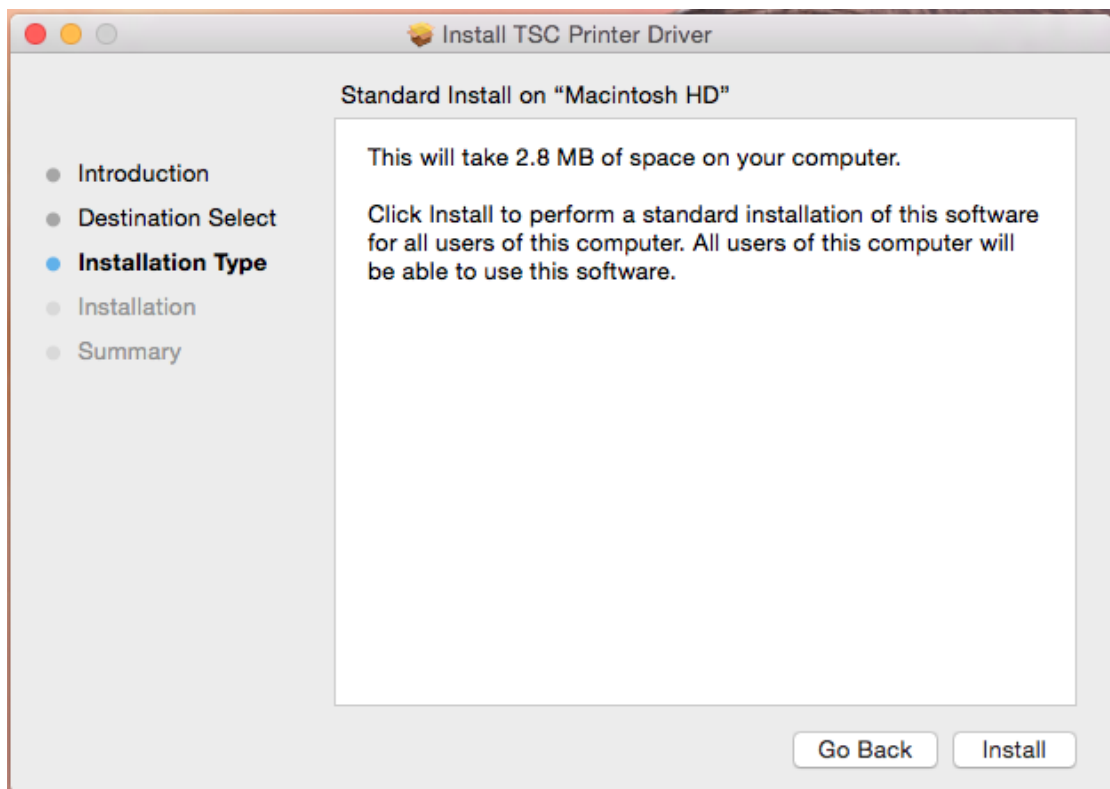 Install TSC Printer Driver
Standard Install on “Macintosh HD”
Introduction
Destination Select
Installation Type
Installation
Summary
This will take 2.8 MB of space on your computer.
Click Install to perform a standard installation of this software
for all users of this computer. All users of this computer will
be able to use this software.
Go Back
Install